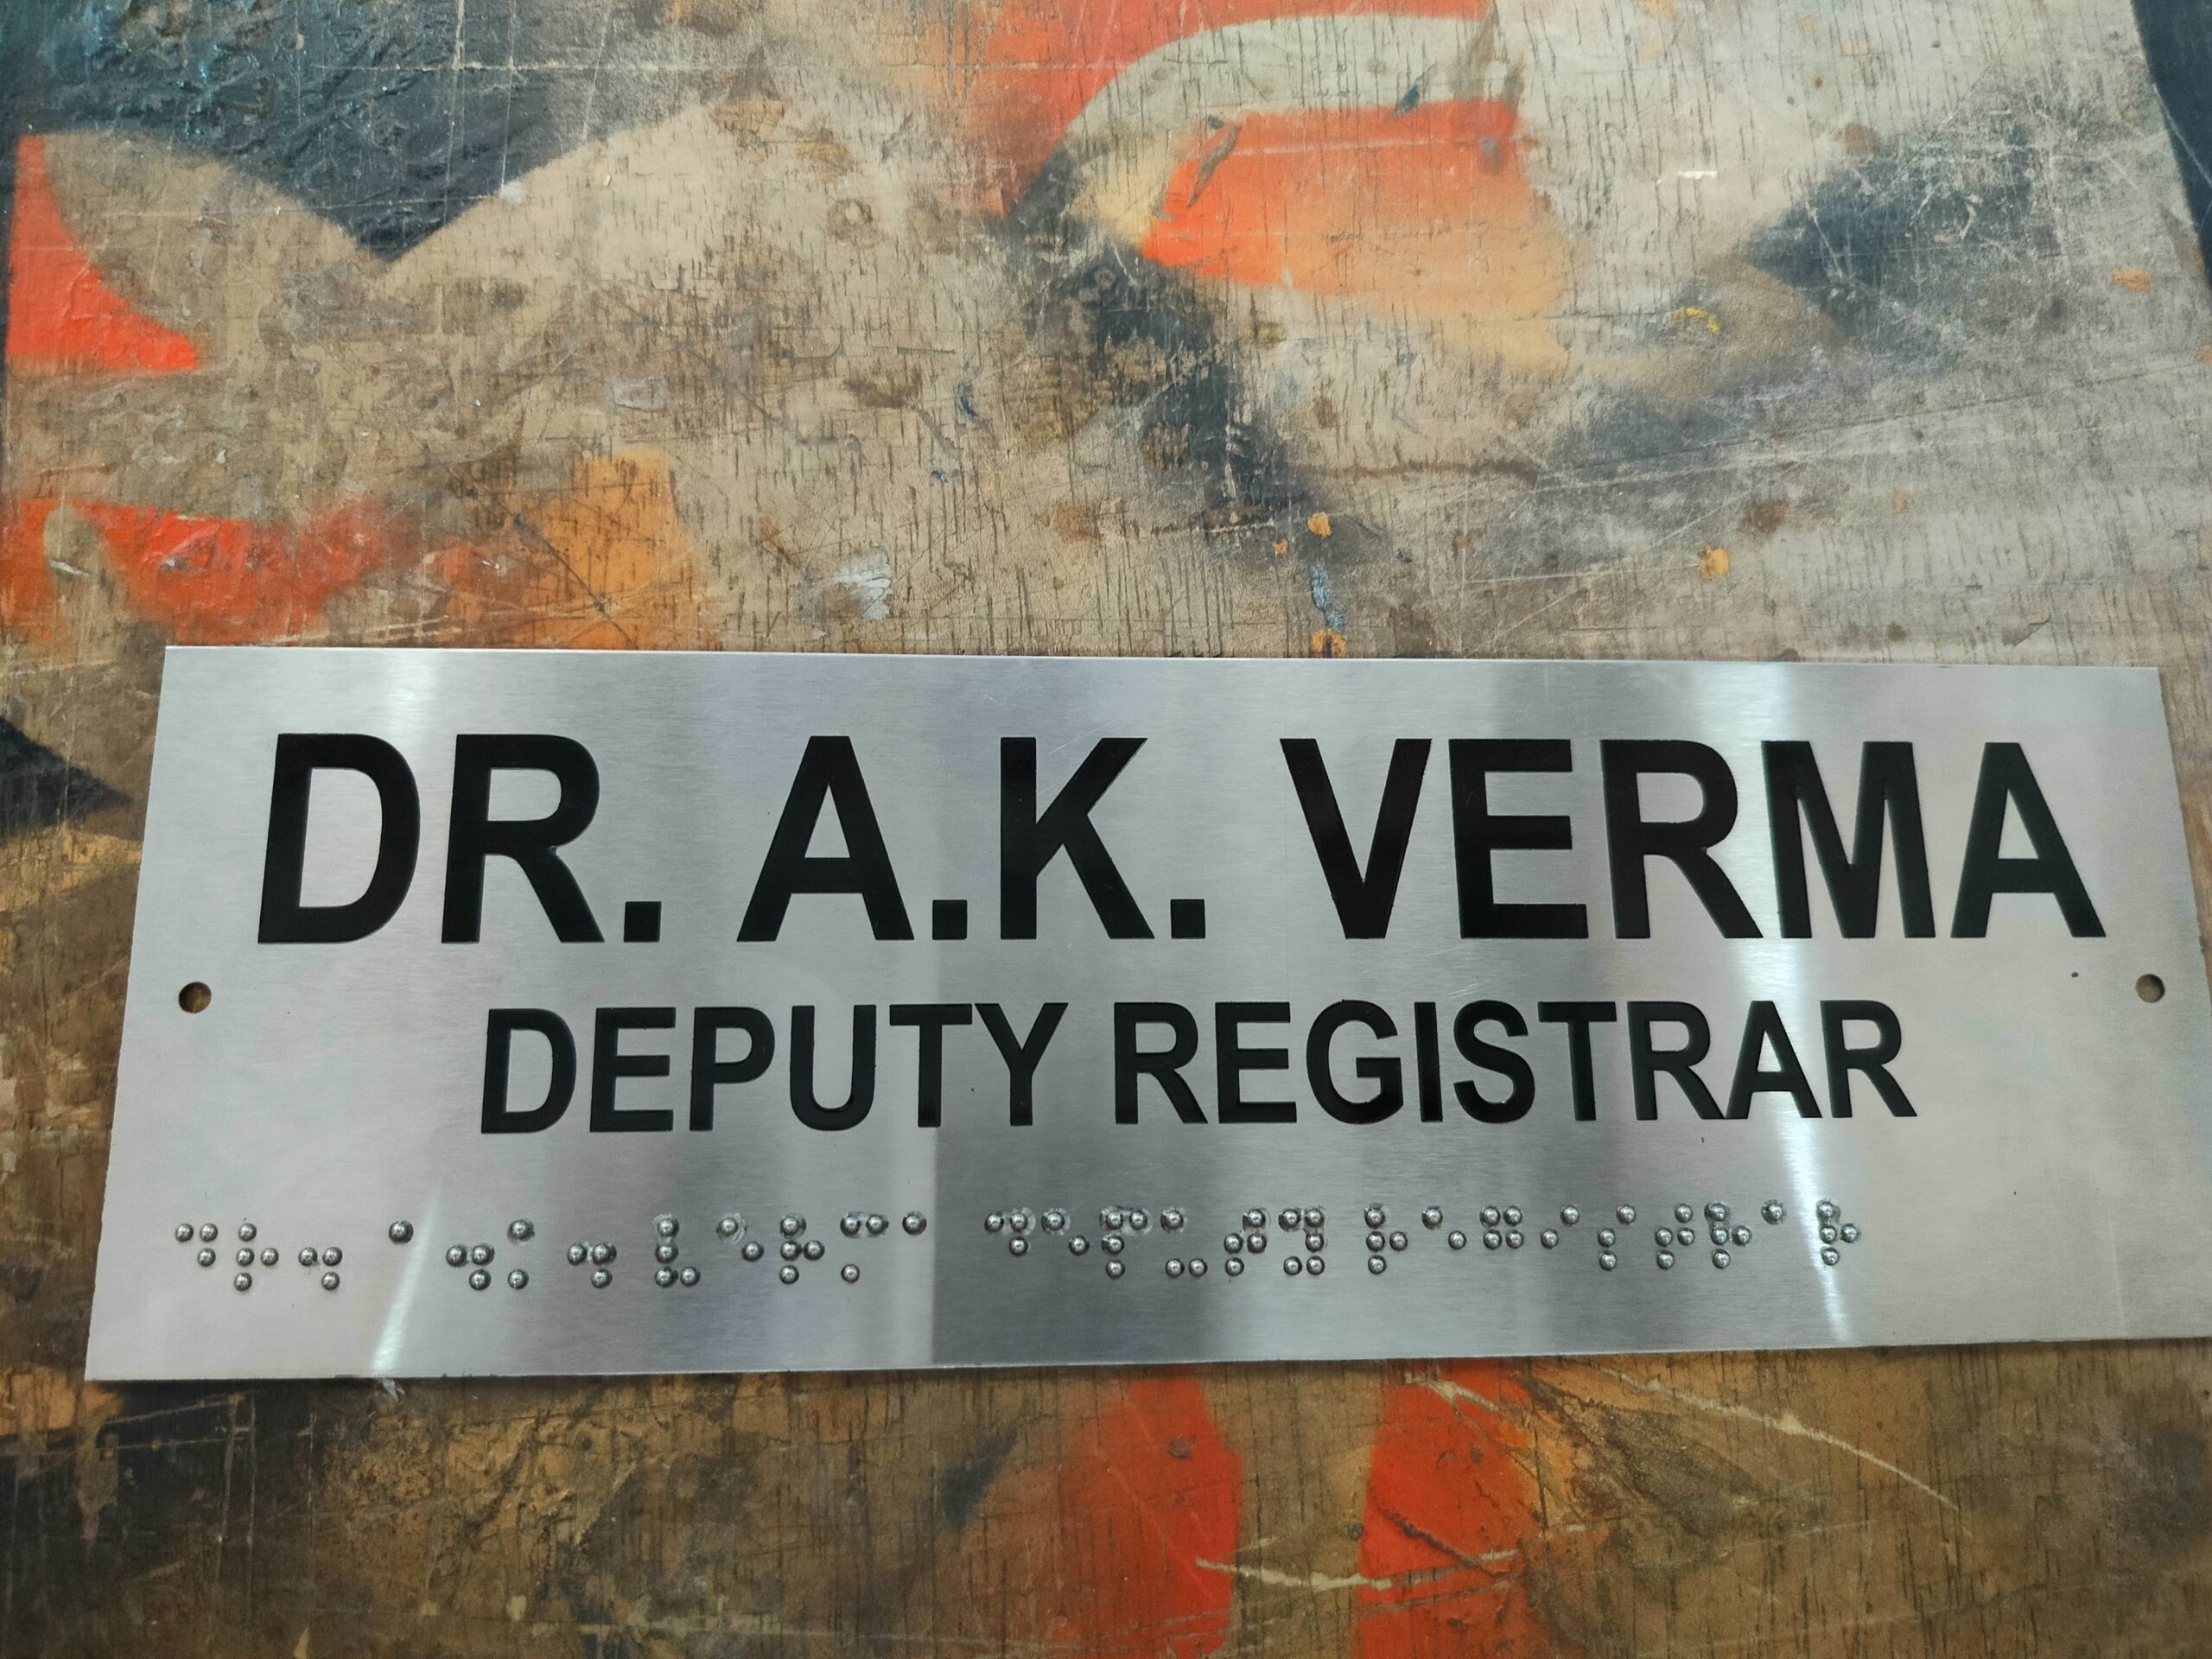 DR. A.K. VERMA
DEPUTY REGISTRAR
⠙⠗⠲ ⠁⠲⠅⠲ ⠧⠑⠗⠍⠁ ⠙⠑⠏⠥⠞⠽ ⠗⠑⠛⠊⠎⠞⠗⠁⠗